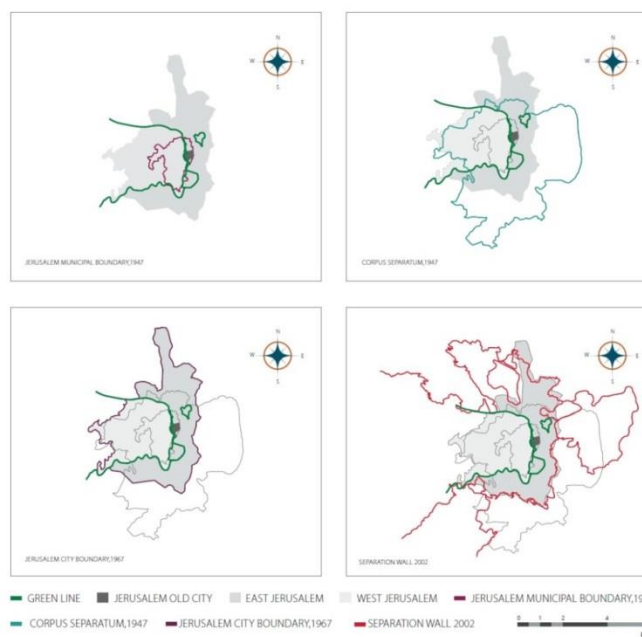 N
W E
S
JERUSALEM MUNICIPAL BOUNDARY,1947
N
W E
S
CORPUS SEPARATUM,1947
N
W E
S
JERUSALEM CITY BOUNDARY,1967
N
W E
S
SEPARATION WALL 2002
GREEN LINE JERUSALEM OLD CITY EAST JERUSALEM WEST JERUSALEM JERUSALEM MUNICIPAL BOUNDARY,19
CORPUS SEPARATUM,1947 JERUSALEM CITY BOUNDARY,1967 SEPARATION WALL 2002
0 1 2 4